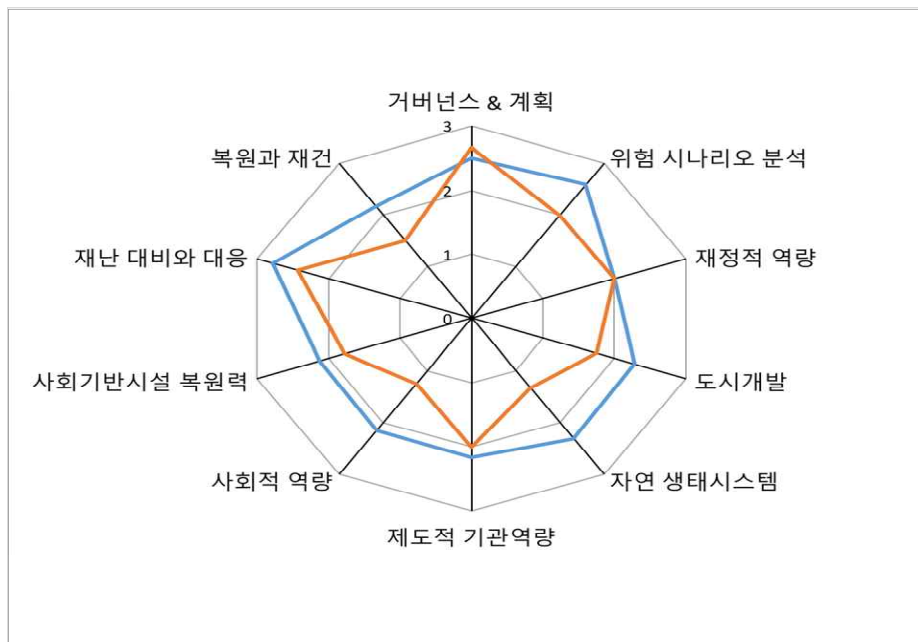 거버넌스 & 계획
3
복원과 재건
위험 시나리오 분석
2
재난 대비와 대응
재정적 역량
1
0
사회기반시설 복원력
도시개발
사회적 역량
자연 생태시스템
제도적 기관역량